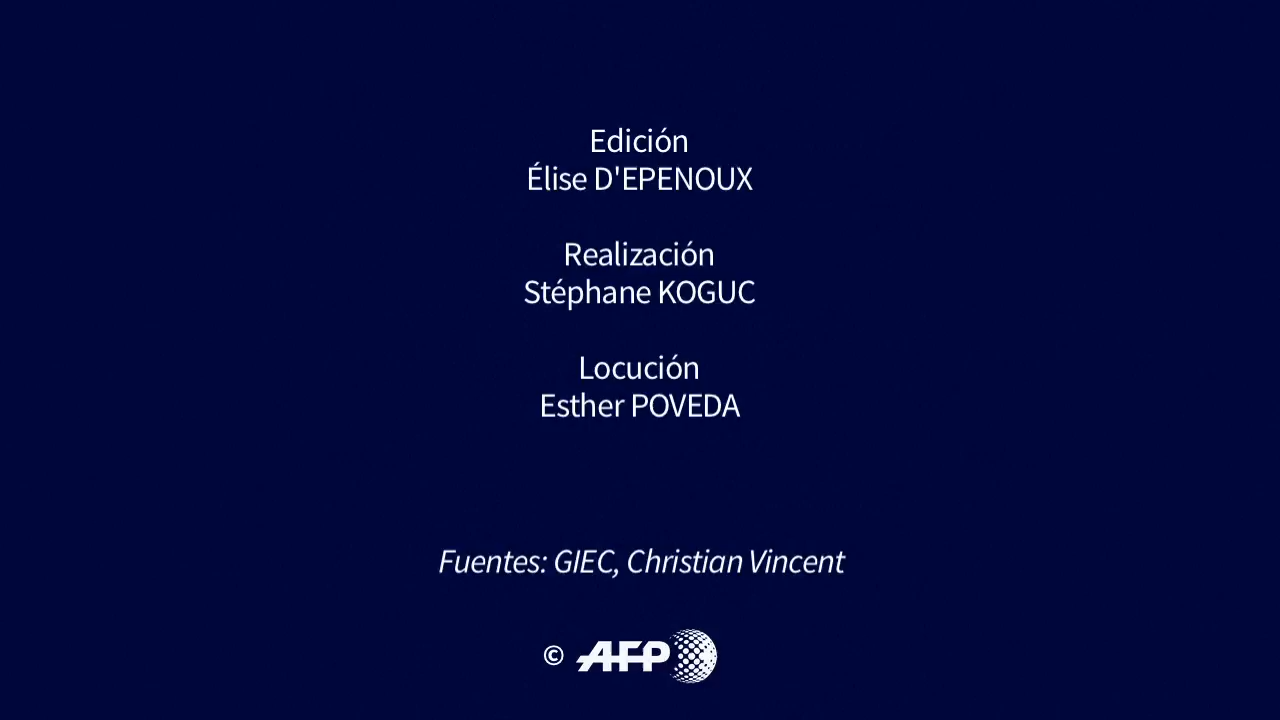 Edición
Élise D'EPENOUX
Realización
Stéphane KOGUC
Locución
Esther POVEDA
Fuentes: GIEC, Christian Vincent
© AFP